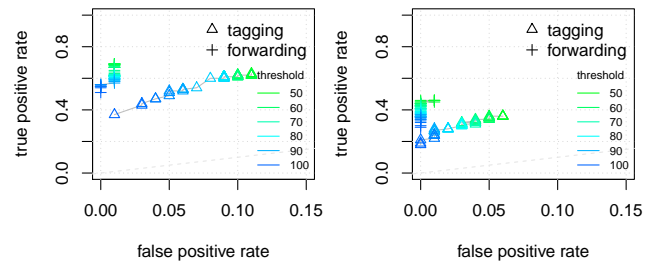 true positive rate
0.0 0.4 0.8
tagging
forwarding
threshold
50
60
70
80
90
100
0.00 0.05 0.10 0.15
false positive rate
true positive rate
0.0 0.4 0.8
tagging
forwarding
threshold
50
60
70
80
90
100
0.00 0.05 0.10 0.15
false positive rate